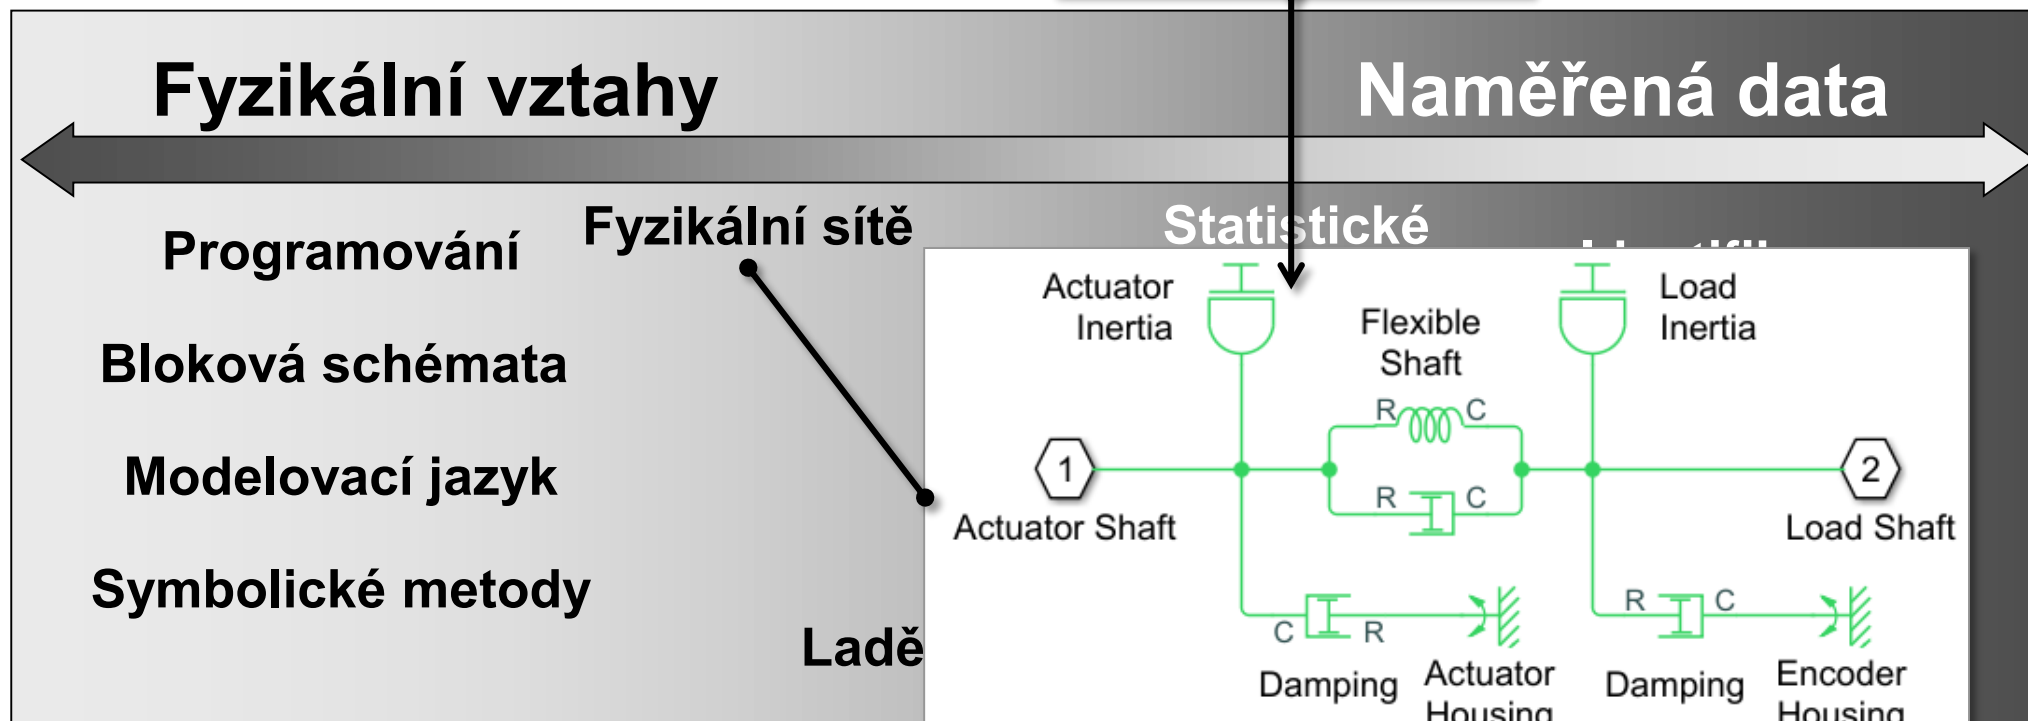 Fyzikální vztahy
Naměřená data
Programování
Fyzikální sítě
Statistické
Bloková schémata
Modelovací jazyk
Symbolické metody
Ladě
Actuator
Inertia
Flexible
Shaft
Load
Inertia
R C
1
2
R C
Actuator Shaft
Load Shaft
C R
R C
Damping
Actuator
Housing
Damping
Encoder
Housing